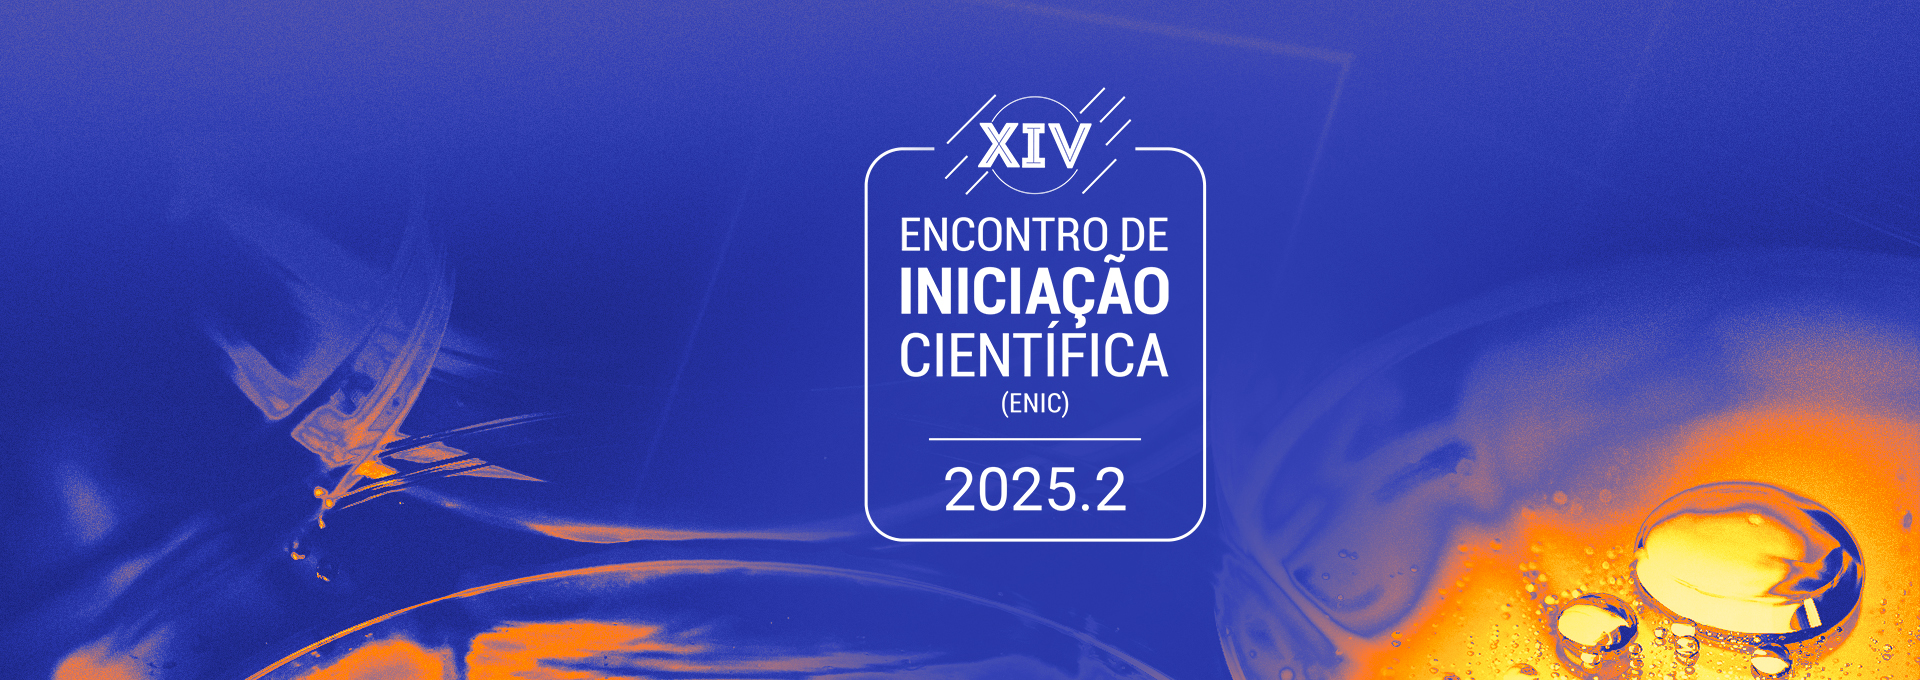 XIV
ENCONTRO DE
INICIAÇÃO
CIENTÍFICA
(ENIC)
2025.2